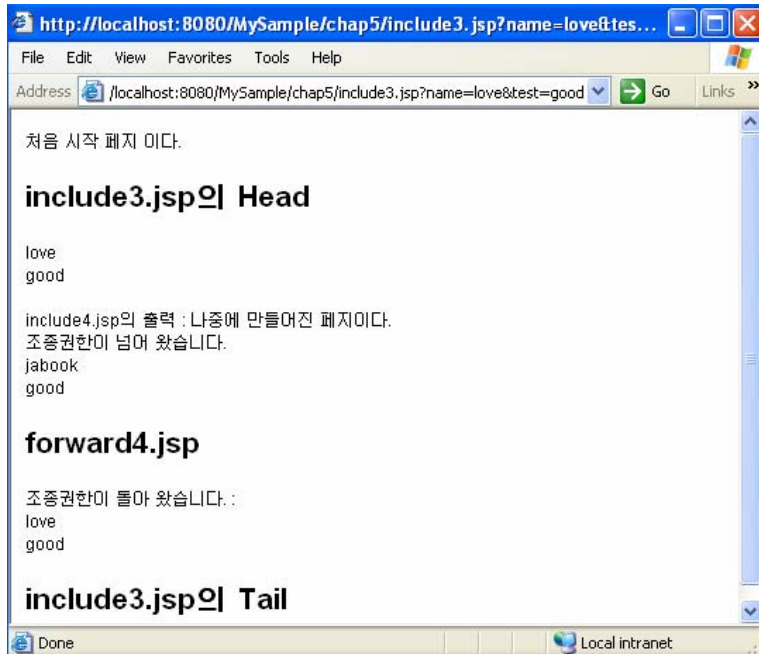 http://localhost:8080/MySample/chap5/include3.jsp?name=love&tes...
File Edit View Favorites Tools Help
Address /localhost:8080/MySample/chap5/include3.jsp?name=love&test=good Go Links »
처음 시작 페지 이다.
include3.jsp의 Head
love
good
include4.jsp의 출력 : 나중에 만들어진 페지이다.
조종권한이 넘어 왔습니다.
jabook
good
forward4.jsp
조종권한이 돌아 왔습니다. :
love
good
include3.jsp의 Tail
Done Local intranet